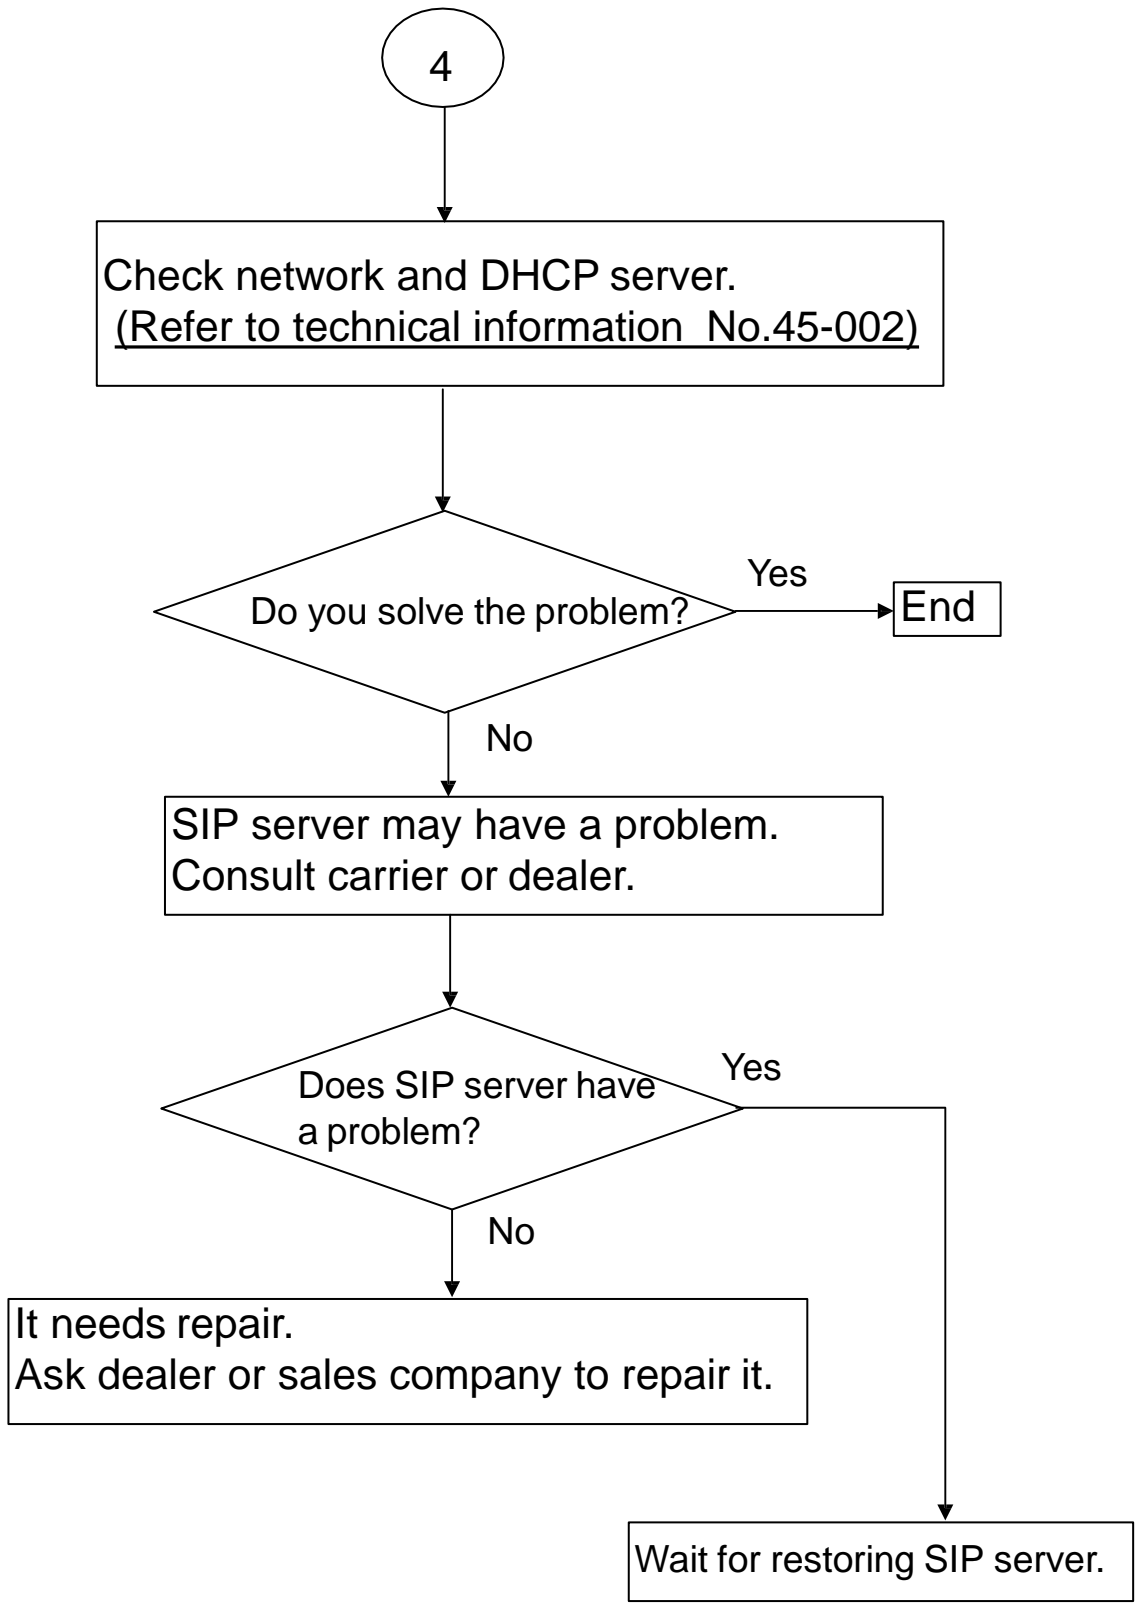 4
Check network and DHCP server.
(Refer to technical information  No.45-002)
Do you solve the problem?
Yes
End
No
SIP server may have a problem.
Consult carrier or dealer.
Does SIP server have
a problem?
Yes
No
It needs repair.
Ask dealer or sales company to repair it.
Wait for restoring SIP server.